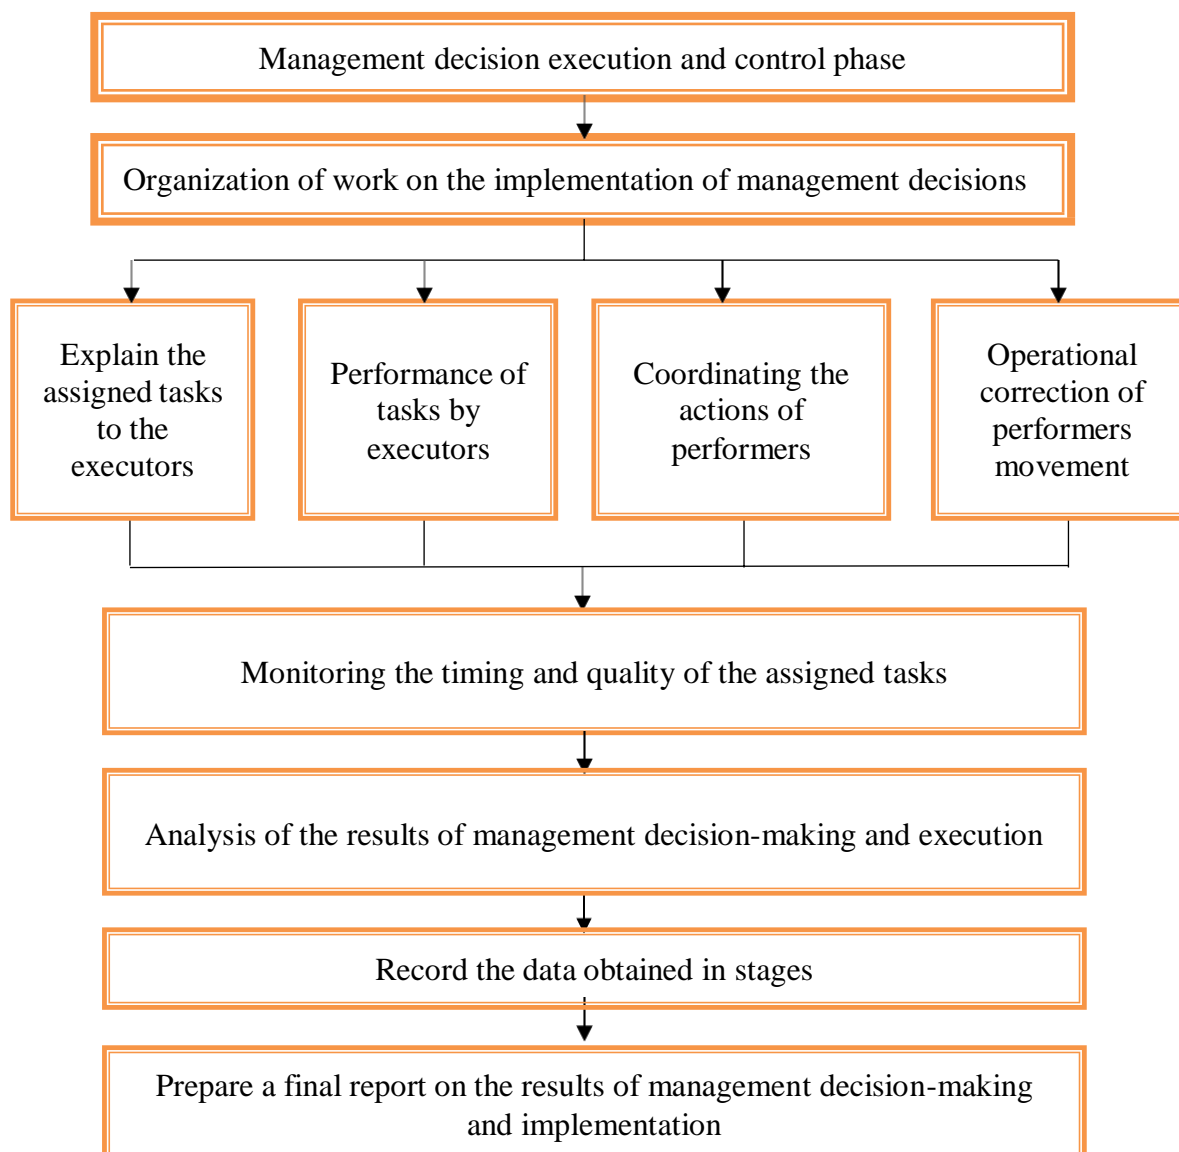 Management decision execution and control phase
Organization of work on the implementation of management decisions
Explain the
assigned tasks
to the
executors
Performance of
tasks by
executors
Coordinating the
actions of
performers
Operational
correction of
performers
movement
Monitoring the timing and quality of the assigned tasks
Analysis of the results of management decision-making and execution
Record the data obtained in stages
Prepare a final report on the results of management decision-making
and implementation